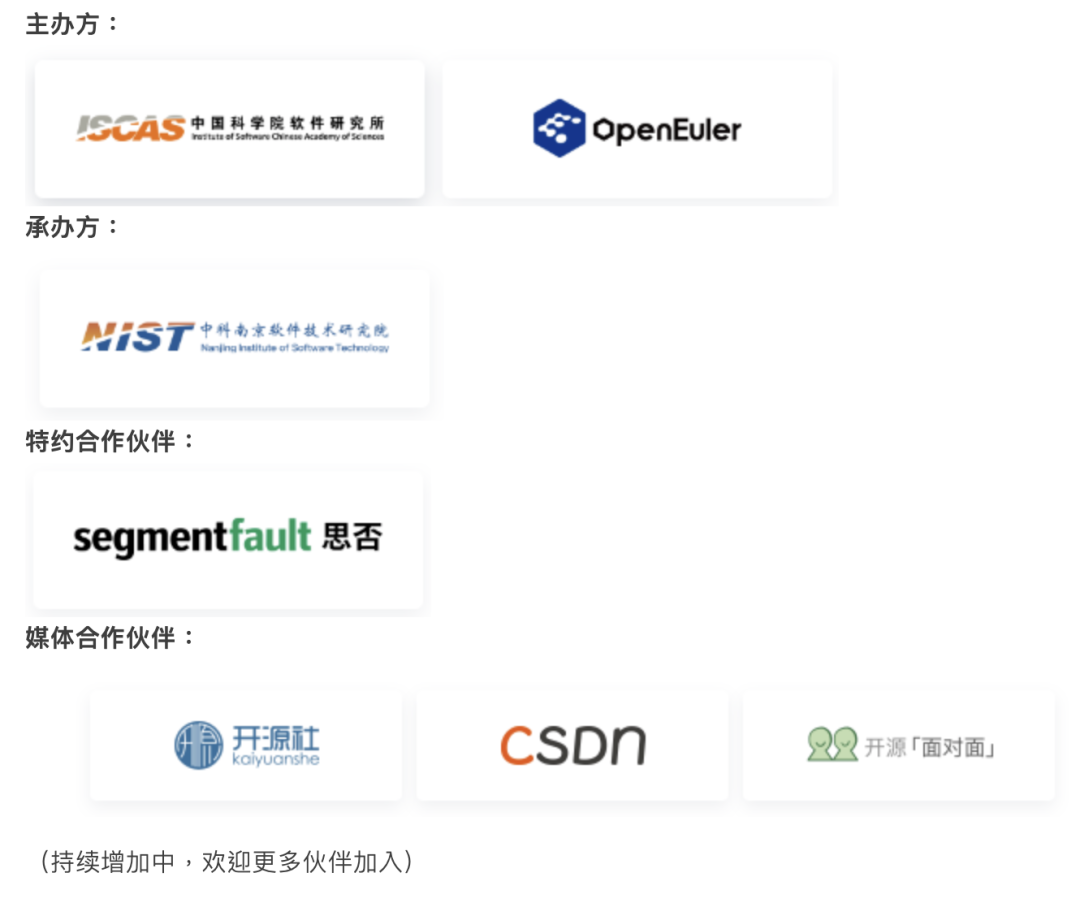 主办方：
ISCAS 中国科学院软件研究所
Institute of Software Chinese Academy of Sciences
OpenEuler
承办方：
NIST 中科南京软件技术研究院
Nanjing Institute of Software Technology
特约合作伙伴：
segmentfault 思否
媒体合作伙伴：
开源社
kaiyuanshe
CSDN
开源「面对面」
（持续增加中，欢迎更多伙伴加入）